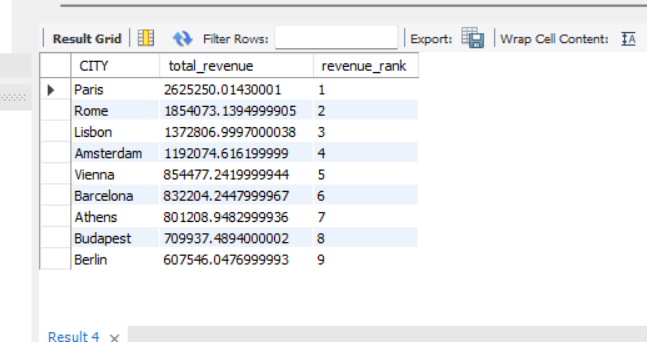 Result Grid Filter Rows: Export: Wrap Cell Content: IA
CITY total_revenue revenue_rank
Paris 2625250.01430001 1
Rome 1854073.1394999905 2
Lisbon 1372806.9997000038 3
Amsterdam 1192074.616199999 4
Vienna 854477.2419999944 5
Barcelona 832204.2447999967 6
Athens 801208.9482999936 7
Budapest 709937.4894000002 8
Berlin 607546.0476999993 9
Result 4 ×